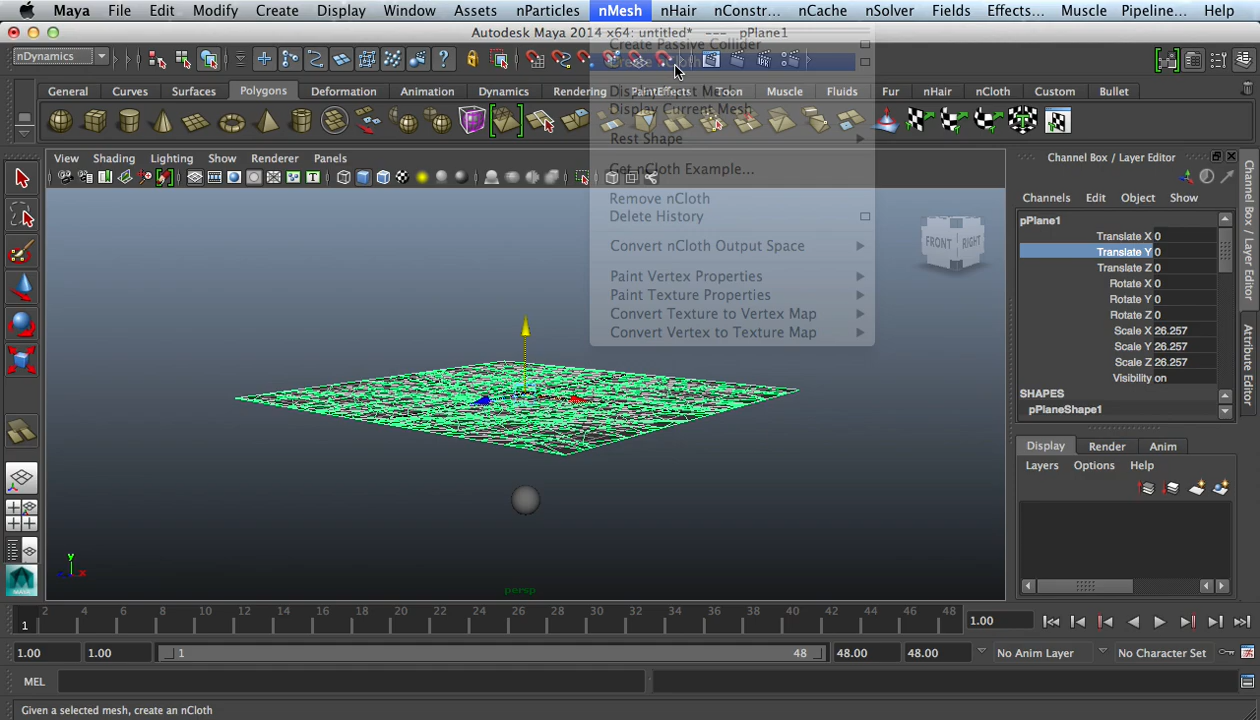 Maya File Edit Modify Create Display Window Assets nParticles nMesh nHair nConstr… nCache nSolver Fields Effects… Muscle Pipeline… Help
Autodesk Maya 2014 x64: untitled* --- pPlane1
nDynamics
General Curves Surfaces Polygons Deformation Animation Dynamics Rendering PaintEffects Toon Muscle Fluids Fur nHair nCloth Custom Bullet
Create Passive Collider
Display Current Mesh
Rest Shape
Get nCloth Example...
Remove nCloth
Delete History
Convert nCloth Output Space
Paint Vertex Properties
Paint Texture Properties
Convert Texture to Vertex Map
Convert Vertex to Texture Map
View Shading Lighting Show Renderer Panels
FRONT RIGHT
y
x
persp
Channel Box / Layer Editor
Channels Edit Object Show
pPlane1
Translate X 0
Translate Y 0
Translate Z 0
Rotate X 0
Rotate Y 0
Rotate Z 0
Scale X 26.257
Scale Y 26.257
Scale Z 26.257
Visibility on
SHAPES
pPlaneShape1
Display Render Anim
Layers Options Help
Channel Box / Layer Editor
Attribute Editor
1 2 4 6 8 10 12 14 16 18 20 22 24 26 28 30 32 34 36 38 40 42 44 46 48 1.00
1.00 1.00 1 48 48.00 48.00 No Anim Layer No Character Set
MEL
Given a selected mesh, create an nCloth